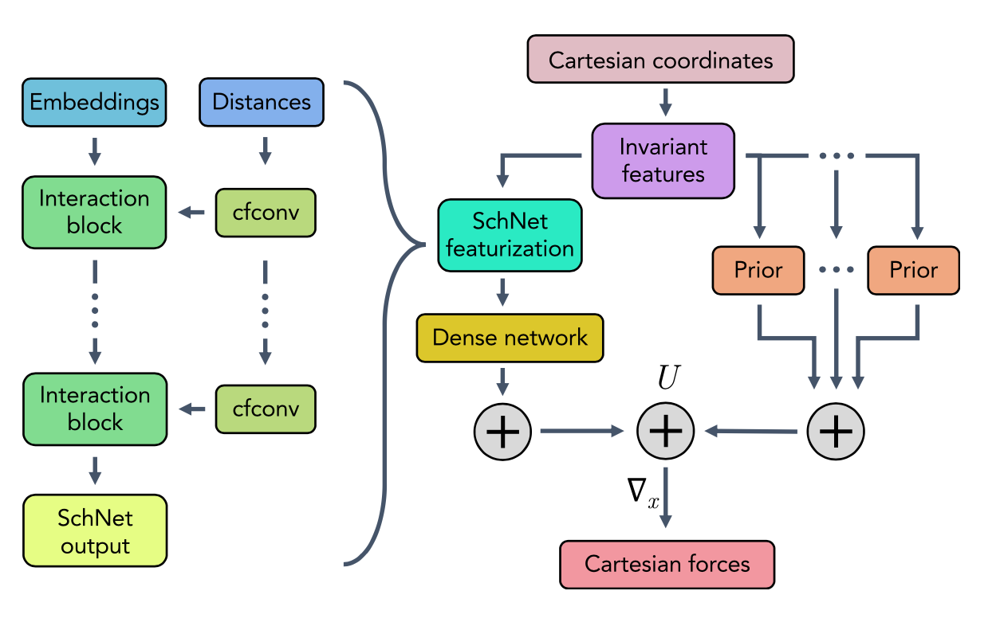 Embeddings
Distances
Interaction
block
cfconv
Interaction
block
cfconv
SchNet
output
Cartesian coordinates
Invariant
features
SchNet
featurization
Prior
Prior
Dense network
U
+
+
+
∇x
Cartesian forces